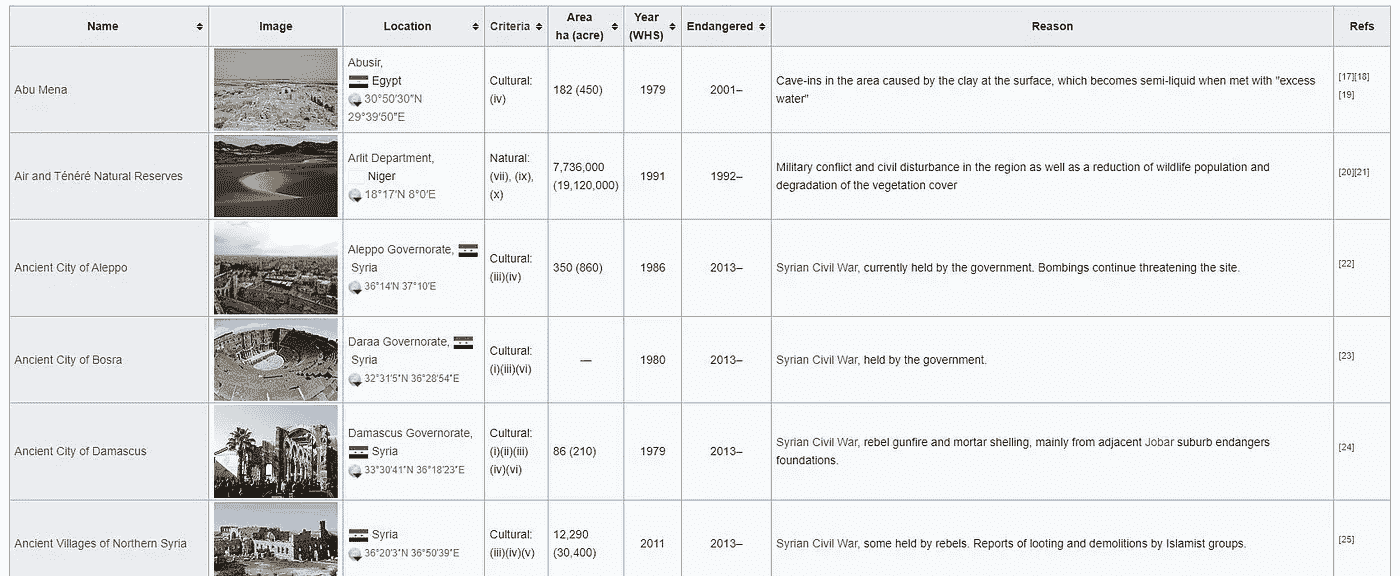 Name Image Location Criteria Area ha (acre) Year (WHS) Endangered Reason Refs
Abu Mena
Abusir,
Egypt
30°50′30″N
29°39′50″E
Cultural:
(iv)
182 (450)
1979
2001–
Cave-ins in the area caused by the clay at the surface, which becomes semi-liquid when met with "excess
water"
[17][18]
[19]
Air and Ténéré Natural Reserves
Arlit Department,
Niger
18°17′N 8°0′E
Natural:
(vii), (ix),
(x)
7,736,000
(19,120,000)
1991
1992–
Military conflict and civil disturbance in the region as well as a reduction of wildlife population and
degradation of the vegetation cover
[20][21]
Ancient City of Aleppo
Aleppo Governorate,
Syria
36°14′N 37°10′E
Cultural:
(iii)(iv)
350 (860)
1986
2013–
Syrian Civil War, currently held by the government. Bombings continue threatening the site.
[22]
Ancient City of Bosra
Daraa Governorate,
Syria
32°31′5″N 36°28′54″E
Cultural:
(i)(iii)(vi)
—
1980
2013–
Syrian Civil War, held by the government.
[23]
Ancient City of Damascus
Damascus Governorate,
Syria
33°30′41″N 36°18′23″E
Cultural:
(i)(ii)(iii)
(iv)(vi)
86 (210)
1979
2013–
Syrian Civil War, rebel gunfire and mortar shelling, mainly from adjacent Jobar suburb endangers
foundations.
[24]
Ancient Villages of Northern Syria
Syria
36°20′3″N 36°50′39″E
Cultural:
(iii)(iv)(v)
12,290
(30,400)
2011
2013–
Syrian Civil War, some held by rebels. Reports of looting and demolitions by Islamist groups.
[25]